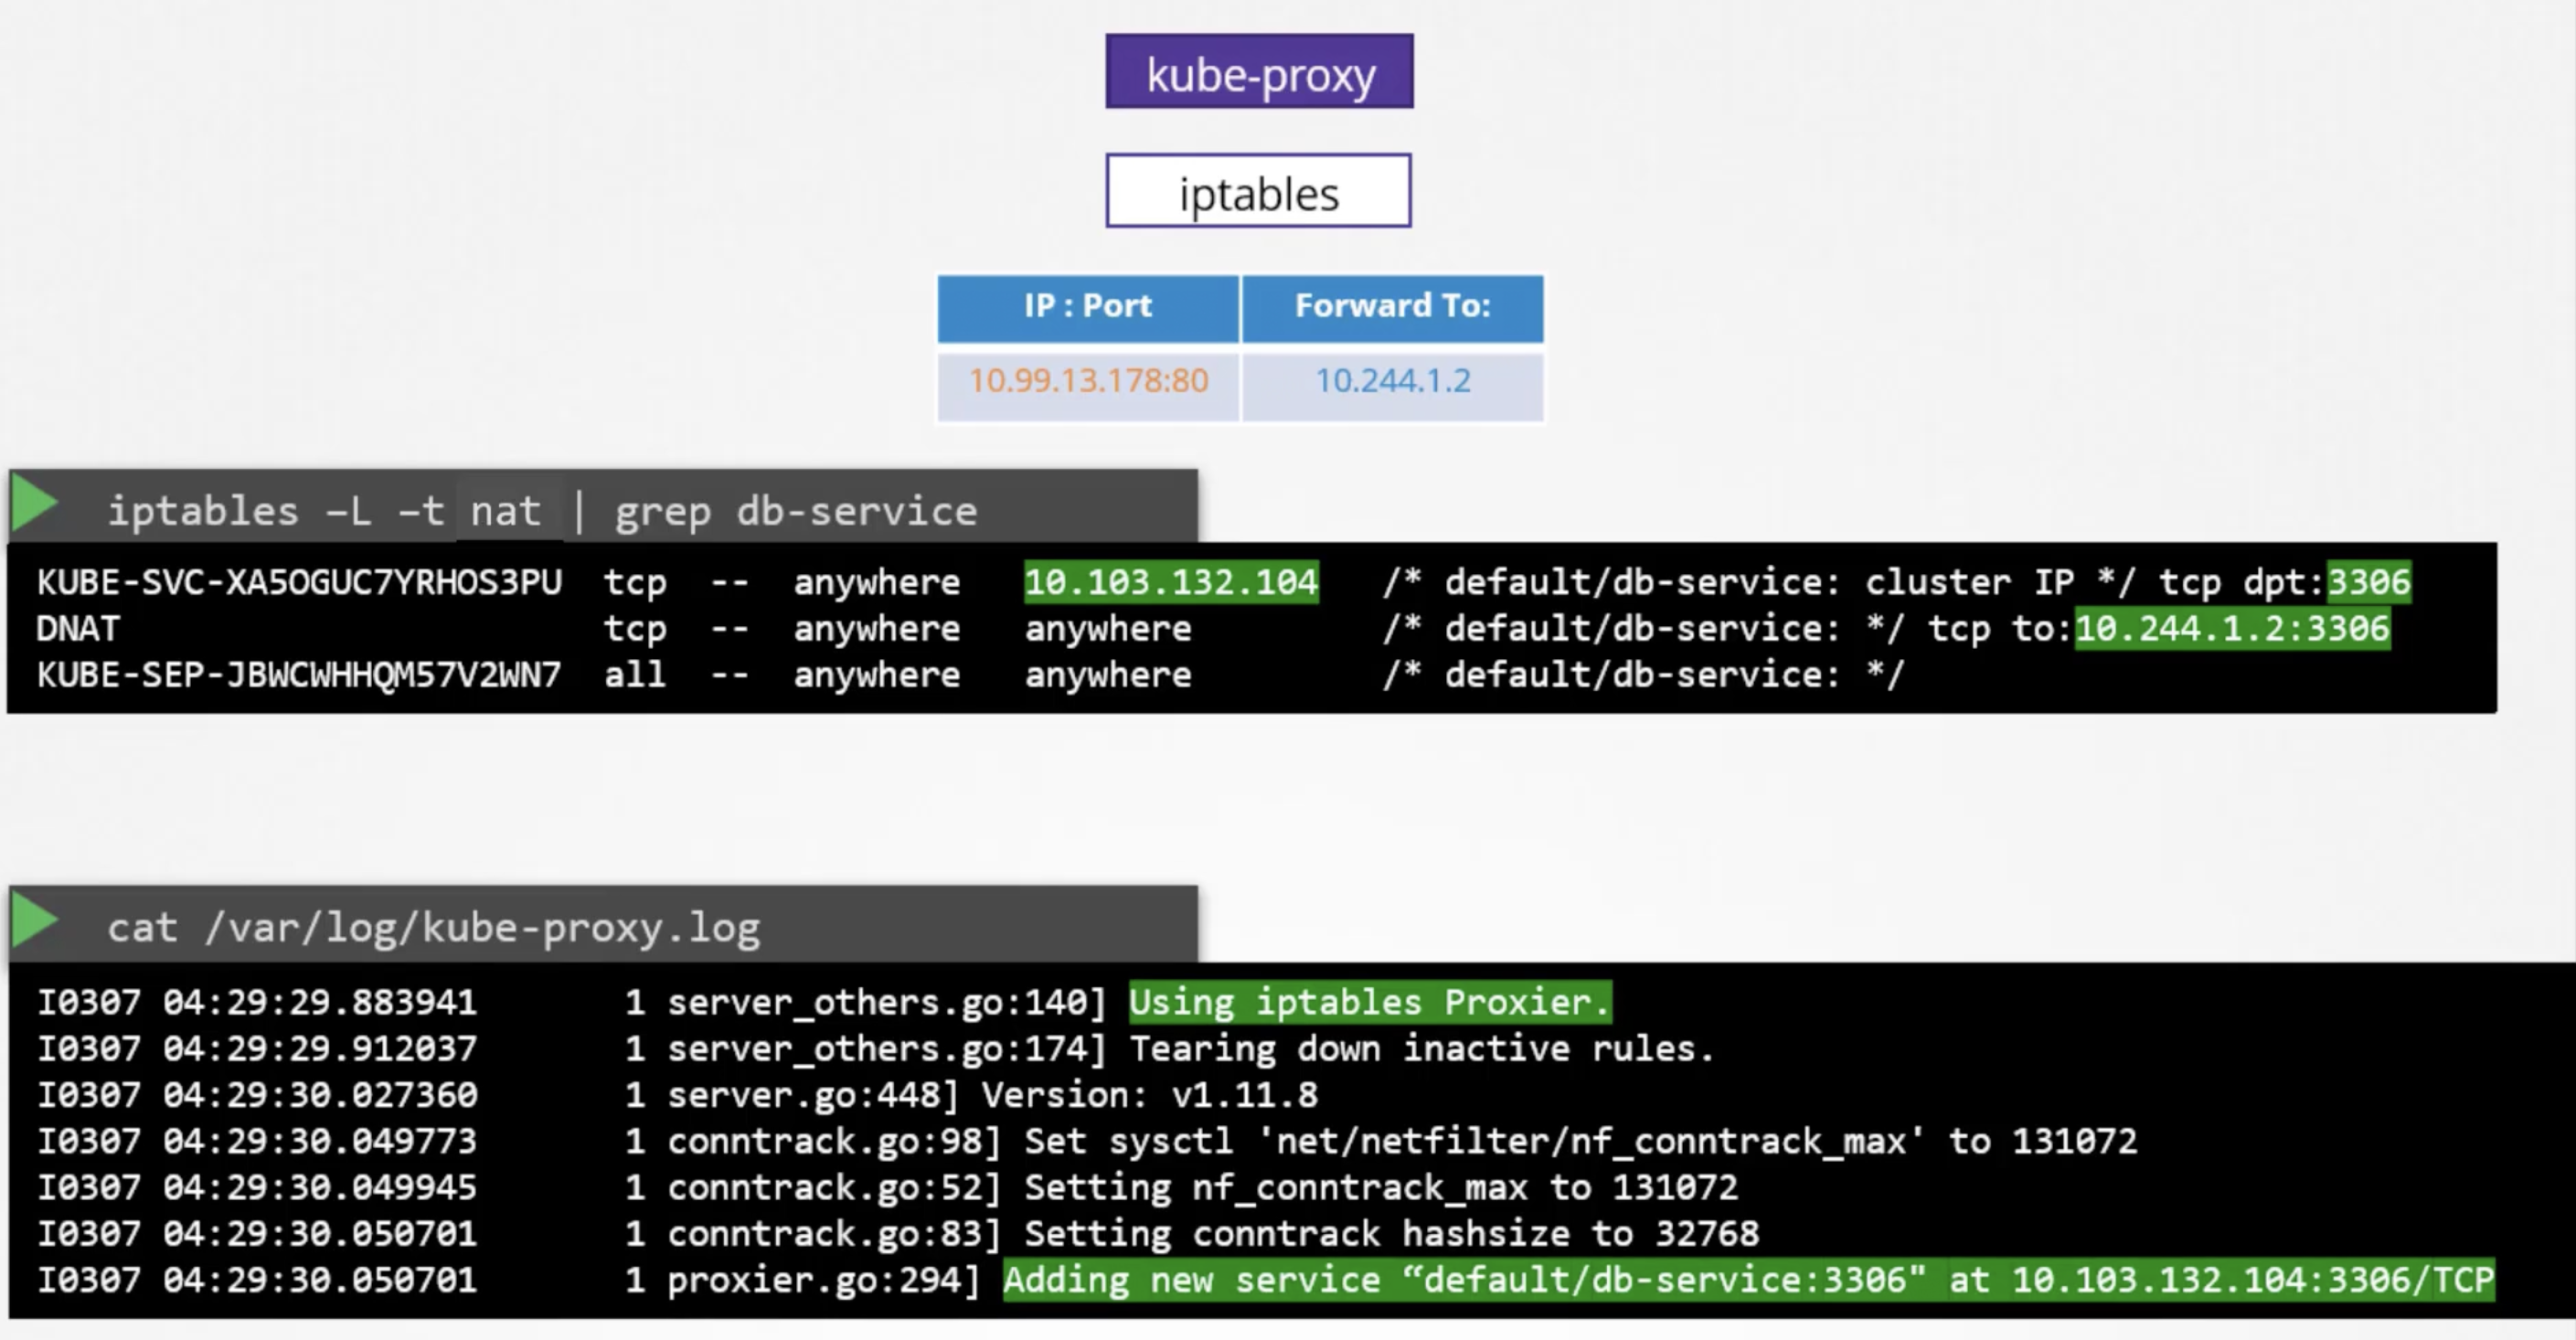 kube-proxy
iptables
IP : Port Forward To:
10.99.13.178:80 10.244.1.2
iptables –L –t nat | grep db-service
KUBE-SVC-XA5OGUC7YRHOS3PU tcp -- anywhere 10.103.132.104 /* default/db-service: cluster IP */ tcp dpt:3306
DNAT tcp -- anywhere anywhere /* default/db-service: */ tcp to:10.244.1.2:3306
KUBE-SEP-JBWCWHHQM57V2WN7 all -- anywhere anywhere /* default/db-service: */
cat /var/log/kube-proxy.log
I0307 04:29:29.883941 1 server_others.go:140] Using iptables Proxier.
I0307 04:29:29.912037 1 server_others.go:174] Tearing down inactive rules.
I0307 04:29:30.027360 1 server.go:448] Version: v1.11.8
I0307 04:29:30.049773 1 conntrack.go:98] Set sysctl 'net/netfilter/nf_conntrack_max' to 131072
I0307 04:29:30.049945 1 conntrack.go:52] Setting nf_conntrack_max to 131072
I0307 04:29:30.050701 1 conntrack.go:83] Setting conntrack hashsize to 32768
I0307 04:29:30.050701 1 proxier.go:294] Adding new service “default/db-service:3306" at 10.103.132.104:3306/TCP